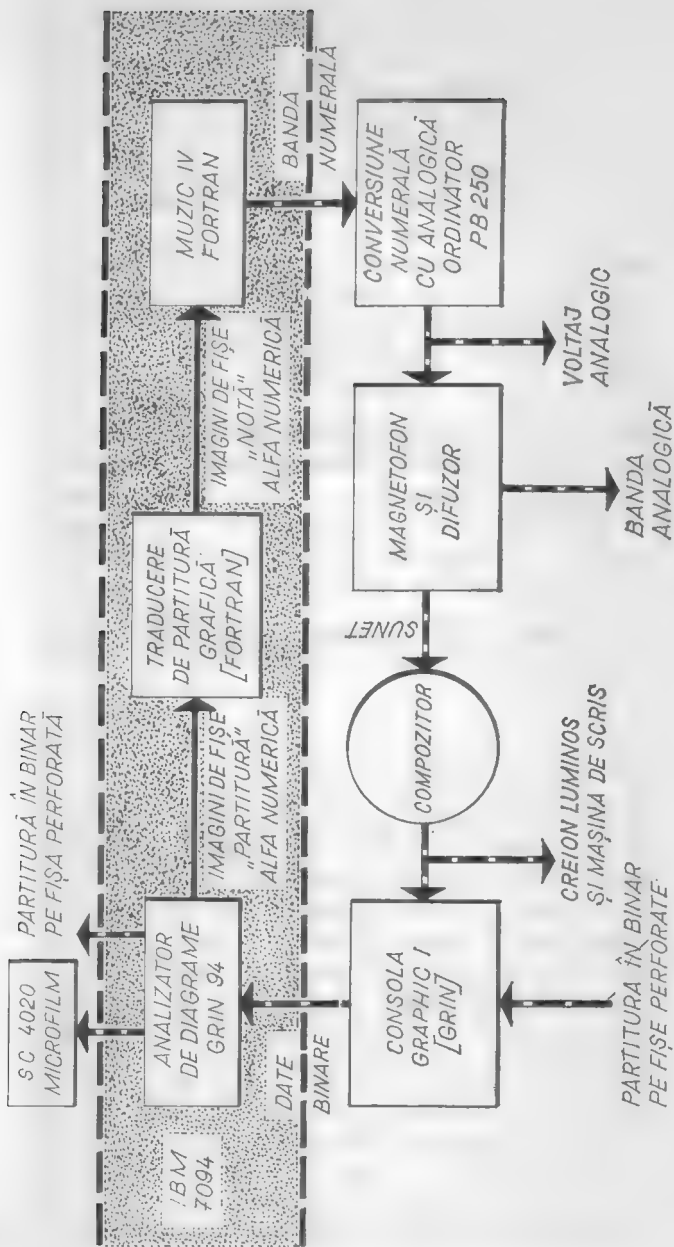 SC 4020
MICROFILM
PARTITURĂ ÎN BINAR
PE FIȘA PERFORATĂ
IBM
7094
ANALIZATOR
DE DIAGRAME
GRIN 94
IMAGINI DE FIȘE
„PARTITURĂ”
ALFA NUMERICĂ
TRADUCERE
DE PARTITURĂ
GRAFICĂ
[FORTRAN]
IMAGINI DE FIȘE
„NOTĂ”
ALFA NUMERICĂ
MUZIC IV
FORTRAN
DATE
BINARE
BANDĂ
NUMERALĂ
CONSOLA
GRAPHIC I
[GRIN]
COMPOZITOR
SUNET
MAGNETOFON
ȘI
DIFUZOR
CONVERSIUNE
NUMERALĂ
CU ANALOGICĂ
ORDINATOR
PB 250
PARTITURA ÎN BINAR
PE FIȘE PERFORATE
CREION LUMINOS
ȘI MAȘINA DE SCRIS
BANDA
ANALOGICĂ
VOLTAJ
ANALOGIC